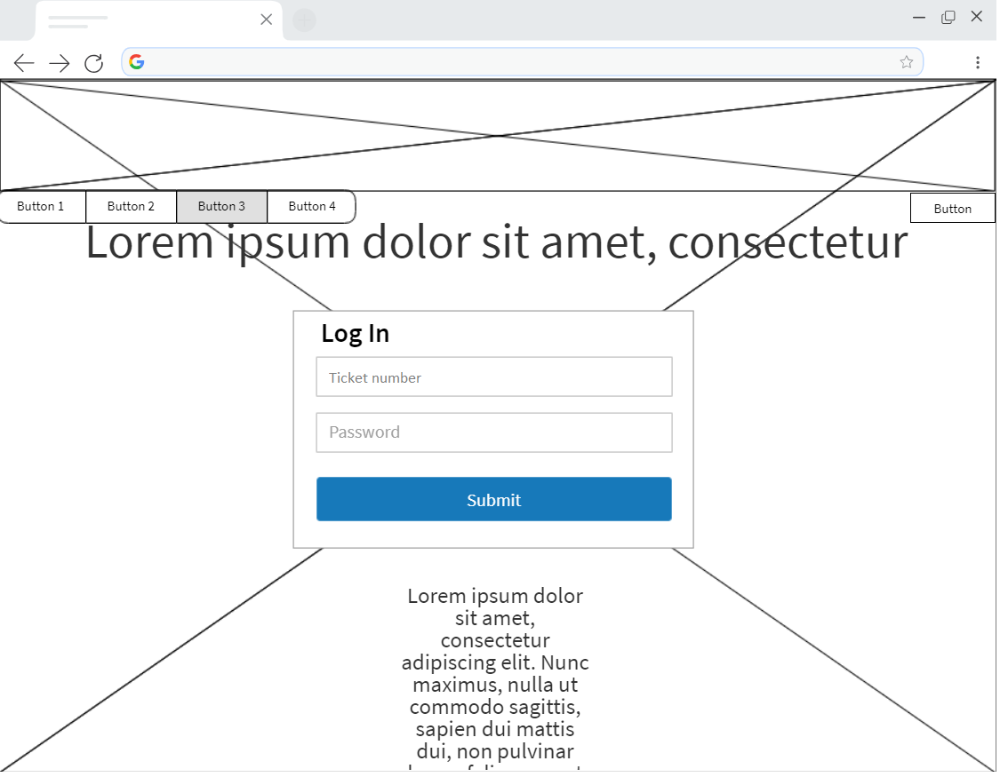 Button 1
Button 2
Button 3
Button 4
Button
Lorem ipsum dolor sit amet, consectetur
Log In
Ticket number
Password
Submit
Lorem ipsum dolor
sit amet,
consectetur
adipiscing elit. Nunc
maximus, nulla ut
commodo sagittis,
sapien dui mattis
dui, non pulvinar